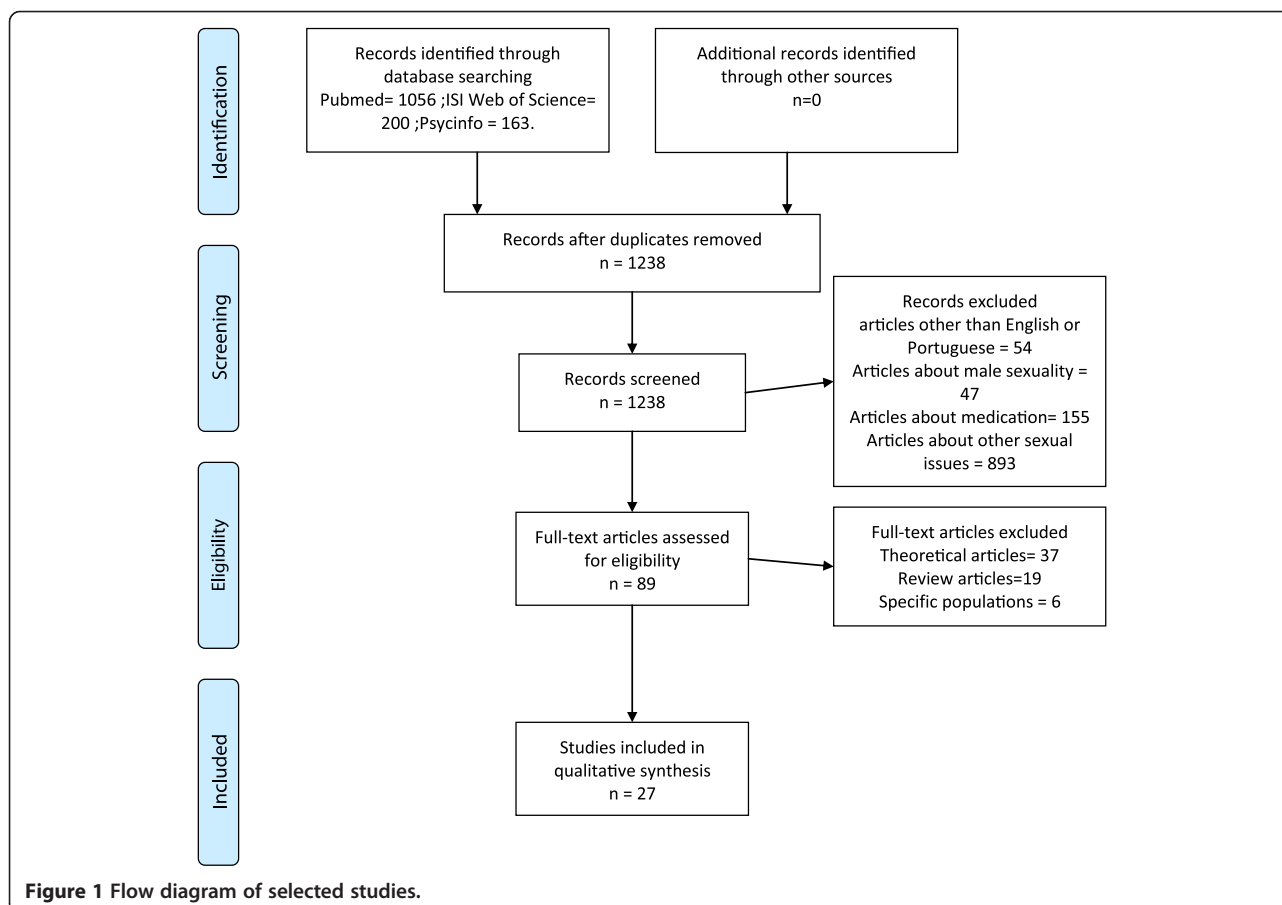 Identification
Records identified through
database searching
Pubmed= 1056 ;ISI Web of Science=
200 ;Psycinfo = 163.
Additional records identified
through other sources
n=0
Records after duplicates removed
n = 1238
Screening
Records screened
n = 1238
Records excluded
articles other than English or
Portuguese = 54
Articles about male sexuality =
47
Articles about medication= 155
Articles about other sexual
issues = 893
Eligibility
Full-text articles assessed
for eligibility
n = 89
Full-text articles excluded
Theoretical articles= 37
Review articles=19
Specific populations = 6
Included
Studies included in
qualitative synthesis
n = 27
Figure 1 Flow diagram of selected studies.